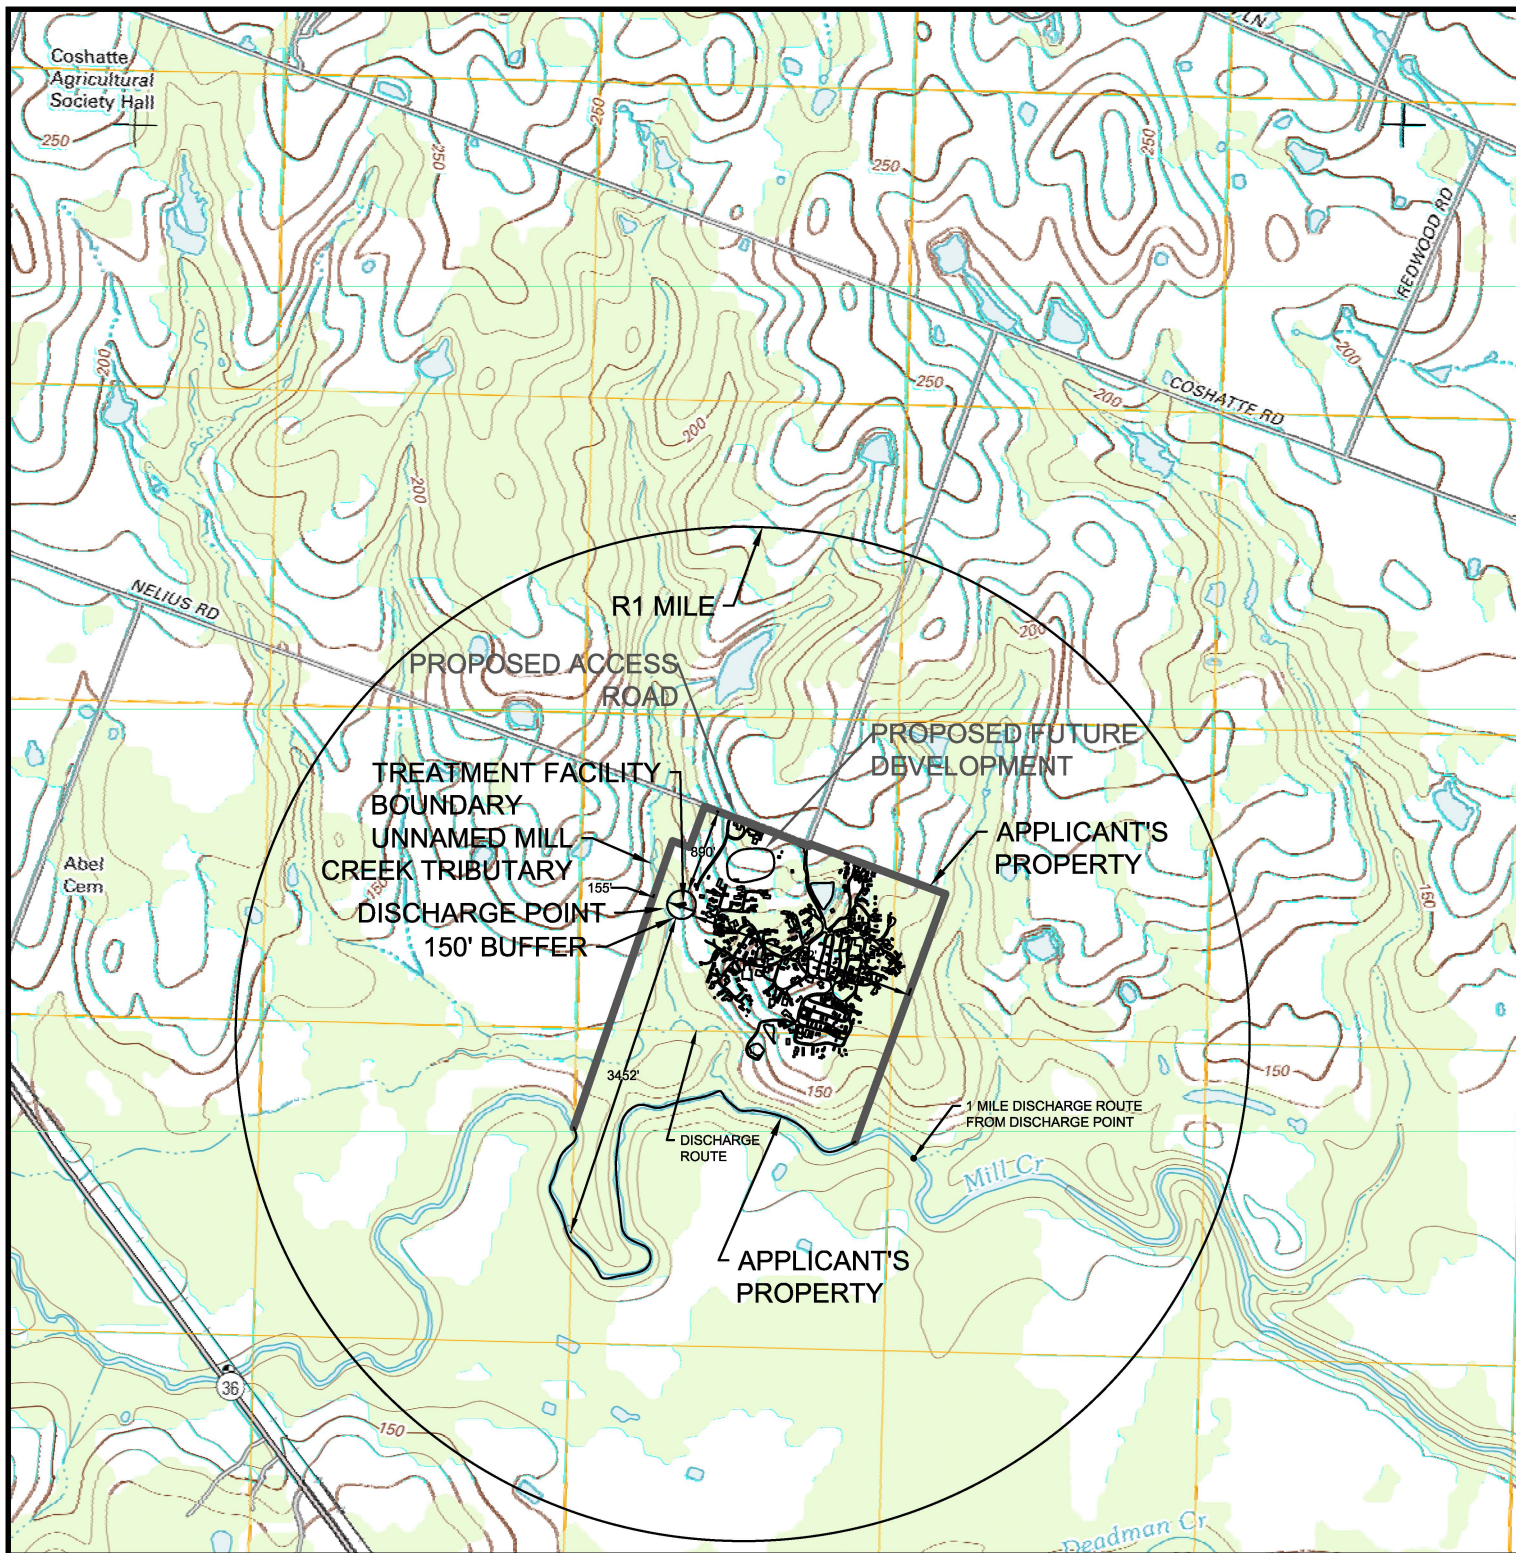 LN
Coshatte
Agricultural
Society Hall
250
250
250
250
250
REDWOOD RD
200
200
250
200
COSHATTE RD
200
200
NELIUS RD
R1 MILE
200
PROPOSED ACCESS
ROAD
PROPOSED FUTURE
DEVELOPMENT
TREATMENT FACILITY
BOUNDARY
UNNAMED MILL
CREEK TRIBUTARY
APPLICANT'S
PROPERTY
890'
Abel
Cem
150
155'
150
DISCHARGE POINT
150' BUFFER
3452'
150
150
1 MILE DISCHARGE ROUTE
FROM DISCHARGE POINT
DISCHARGE
ROUTE
Mill Cr
APPLICANT'S
PROPERTY
36
150
Deadman Cr